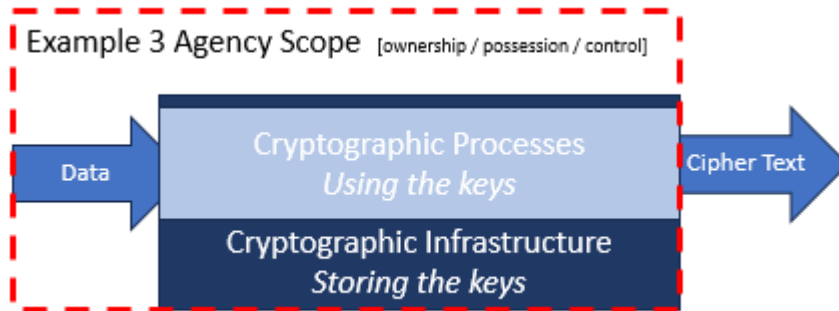 Example 3 Agency Scope [ownership / possession / control]
Cryptographic Processes
Using the keys
Data
Cipher Text
Cryptographic Infrastructure
Storing the keys